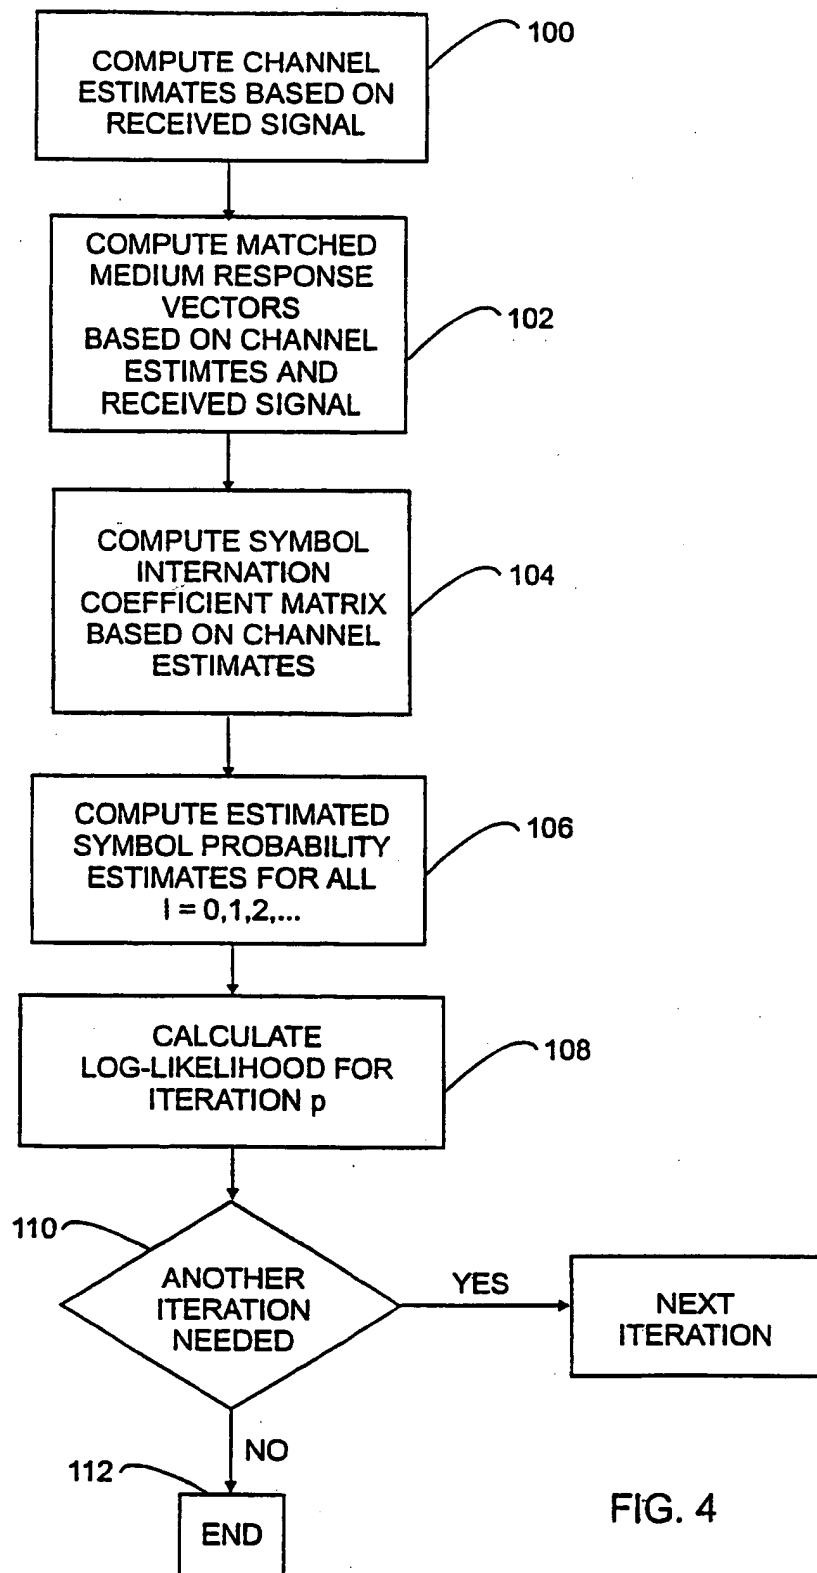 COMPUTE CHANNEL
ESTIMATES BASED ON
RECEIVED SIGNAL
100
COMPUTE MATCHED
MEDIUM RESPONSE
VECTORS
BASED ON CHANNEL
ESTIMTES AND
RECEIVED SIGNAL
102
COMPUTE SYMBOL
INTERNATION
COEFFICIENT MATRIX
BASED ON CHANNEL
ESTIMATES
104
COMPUTE ESTIMATED
SYMBOL PROBABILITY
ESTIMATES FOR ALL
I = 0,1,2,...
106
CALCULATE
LOG-LIKELIHOOD FOR
ITERATION p
108
110
ANOTHER
ITERATION
NEEDED
YES
NEXT
ITERATION
NO
112
END
FIG. 4